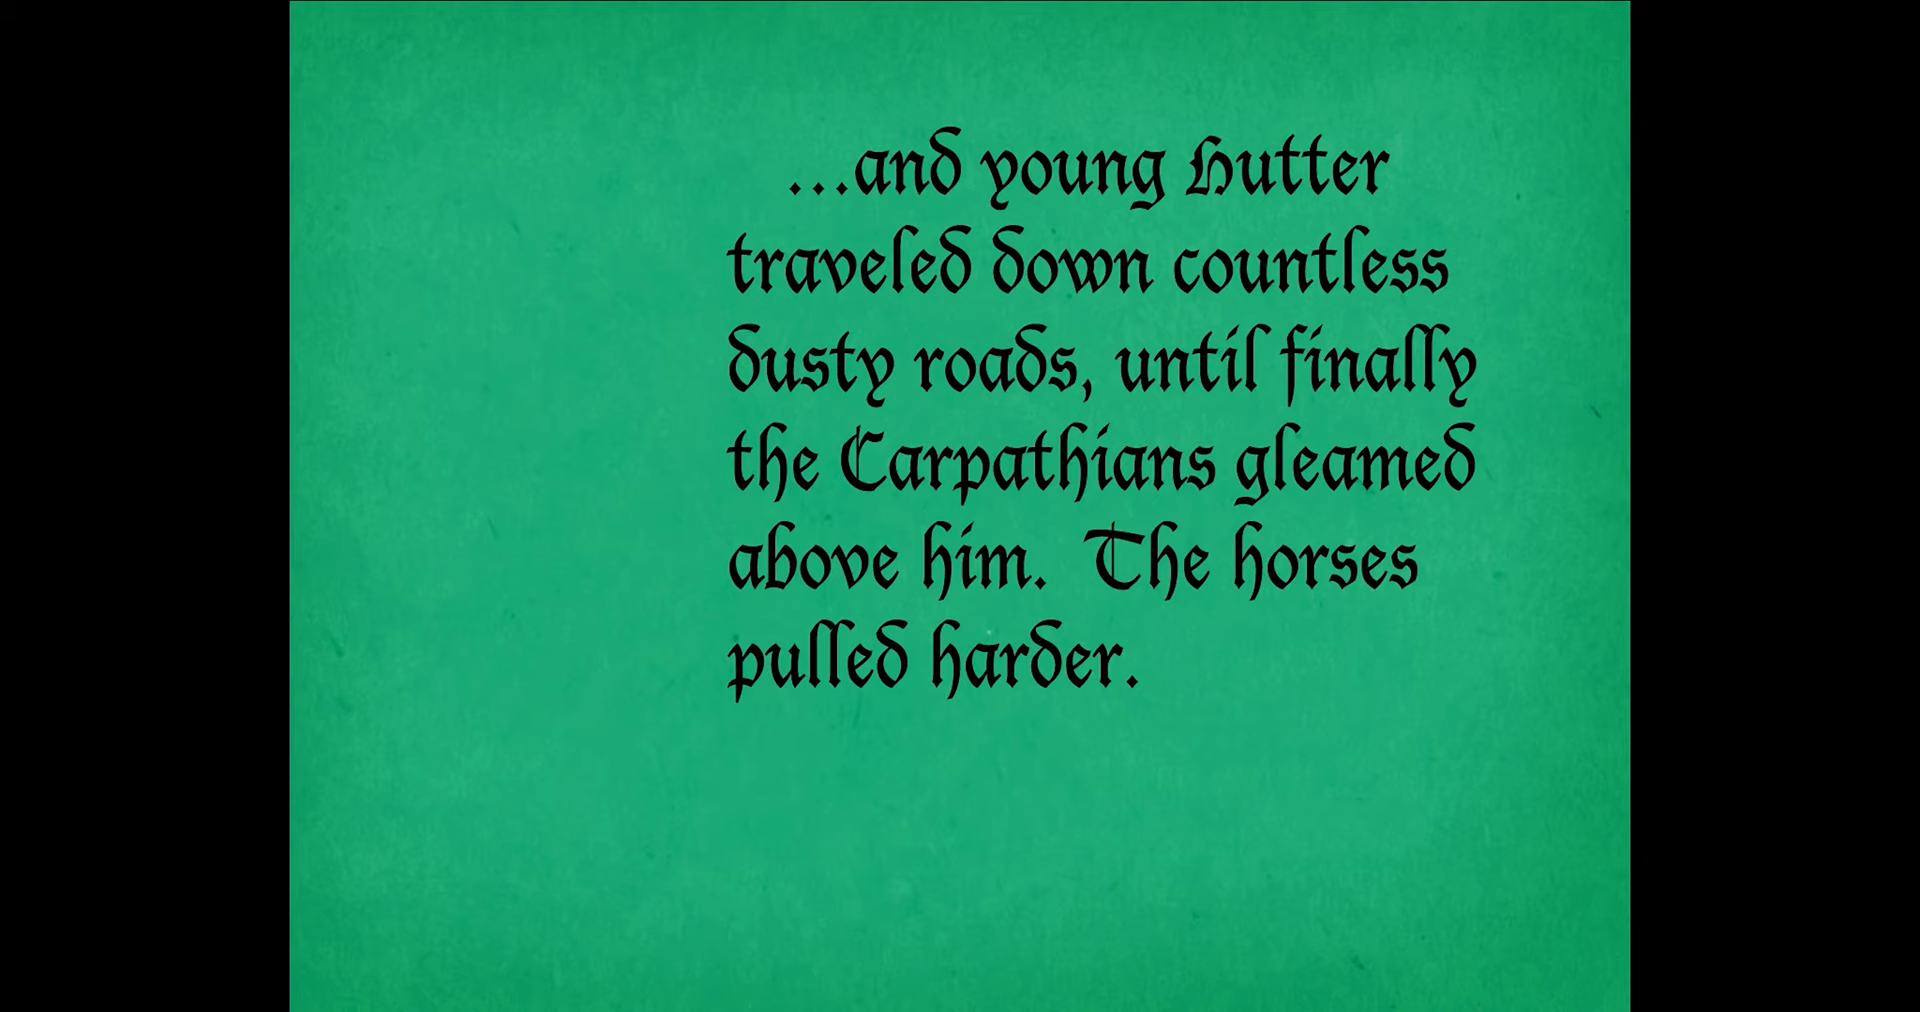 ...and young Hutter
traveled down countless
dusty roads, until finally
the Carpathians gleamed
above him.  The horses
pulled harder.